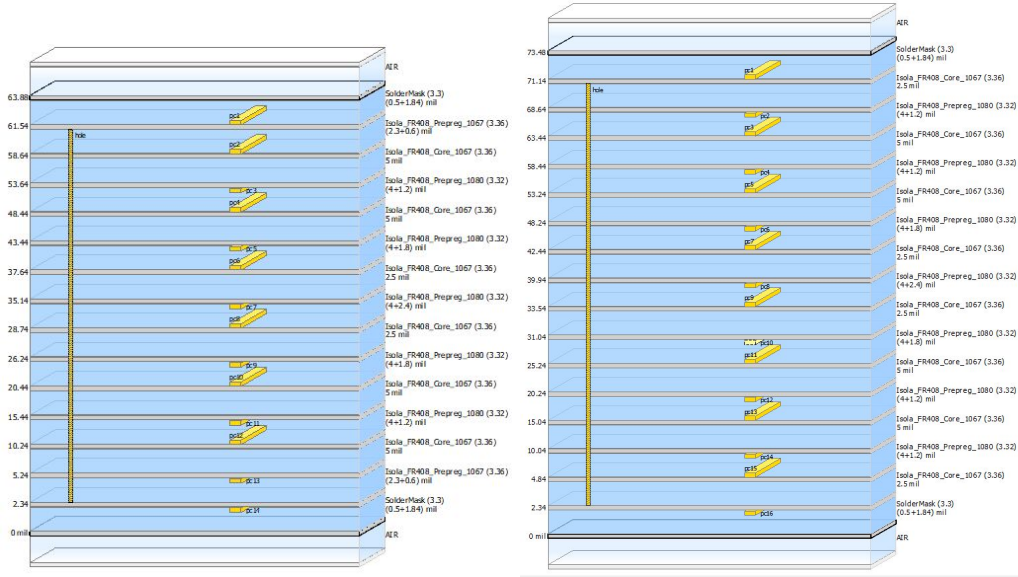 AIR
63.88
SolderMask (3.3)
(0.5+1.84) mil
pc1
61.54
hole
Isola_FR408_Prepreg_1067 (3.36)
(2.3+0.6) mil
pc2
58.64
Isola_FR408_Core_1067 (3.36)
5 mil
53.64
Isola_FR408_Prepreg_1080 (3.32)
(4+1.2) mil
pc3
pc4
48.44
Isola_FR408_Core_1067 (3.36)
5 mil
43.44
Isola_FR408_Prepreg_1080 (3.32)
(4+1.8) mil
pc5
pc6
37.64
Isola_FR408_Core_1067 (3.36)
2.5 mil
35.14
Isola_FR408_Prepreg_1080 (3.32)
(4+2.4) mil
pc7
pc8
28.74
Isola_FR408_Core_1067 (3.36)
2.5 mil
26.24
Isola_FR408_Prepreg_1080 (3.32)
(4+1.8) mil
pc9
pc10
20.44
Isola_FR408_Core_1067 (3.36)
5 mil
15.44
Isola_FR408_Prepreg_1080 (3.32)
(4+1.2) mil
pc11
pc12
10.24
Isola_FR408_Core_1067 (3.36)
5 mil
5.24
Isola_FR408_Prepreg_1067 (3.36)
(2.3+0.6) mil
pc13
2.34
SolderMask (3.3)
(0.5+1.84) mil
pc14
0 mil
AIR
AIR
73.48
SolderMask (3.3)
(0.5+1.84) mil
pc1
71.14
hole
Isola_FR408_Core_1067 (3.36)
2.5 mil
68.64
Isola_FR408_Prepreg_1080 (3.32)
(4+1.2) mil
pc2
pc3
63.44
Isola_FR408_Core_1067 (3.36)
5 mil
58.44
Isola_FR408_Prepreg_1080 (3.32)
(4+1.2) mil
pc4
pc5
53.24
Isola_FR408_Core_1067 (3.36)
5 mil
48.24
Isola_FR408_Prepreg_1080 (3.32)
(4+1.8) mil
pc6
pc7
42.44
Isola_FR408_Core_1067 (3.36)
2.5 mil
39.94
Isola_FR408_Prepreg_1080 (3.32)
(4+2.4) mil
pc8
pc9
33.54
Isola_FR408_Core_1067 (3.36)
2.5 mil
31.04
Isola_FR408_Prepreg_1080 (3.32)
(4+1.8) mil
pc10
pc11
25.24
Isola_FR408_Core_1067 (3.36)
5 mil
20.24
Isola_FR408_Prepreg_1080 (3.32)
(4+1.2) mil
pc12
pc13
15.04
Isola_FR408_Core_1067 (3.36)
5 mil
10.04
Isola_FR408_Prepreg_1080 (3.32)
(4+1.2) mil
pc14
pc15
4.84
Isola_FR408_Core_1067 (3.36)
2.5 mil
2.34
SolderMask (3.3)
(0.5+1.84) mil
pc16
0 mil
AIR